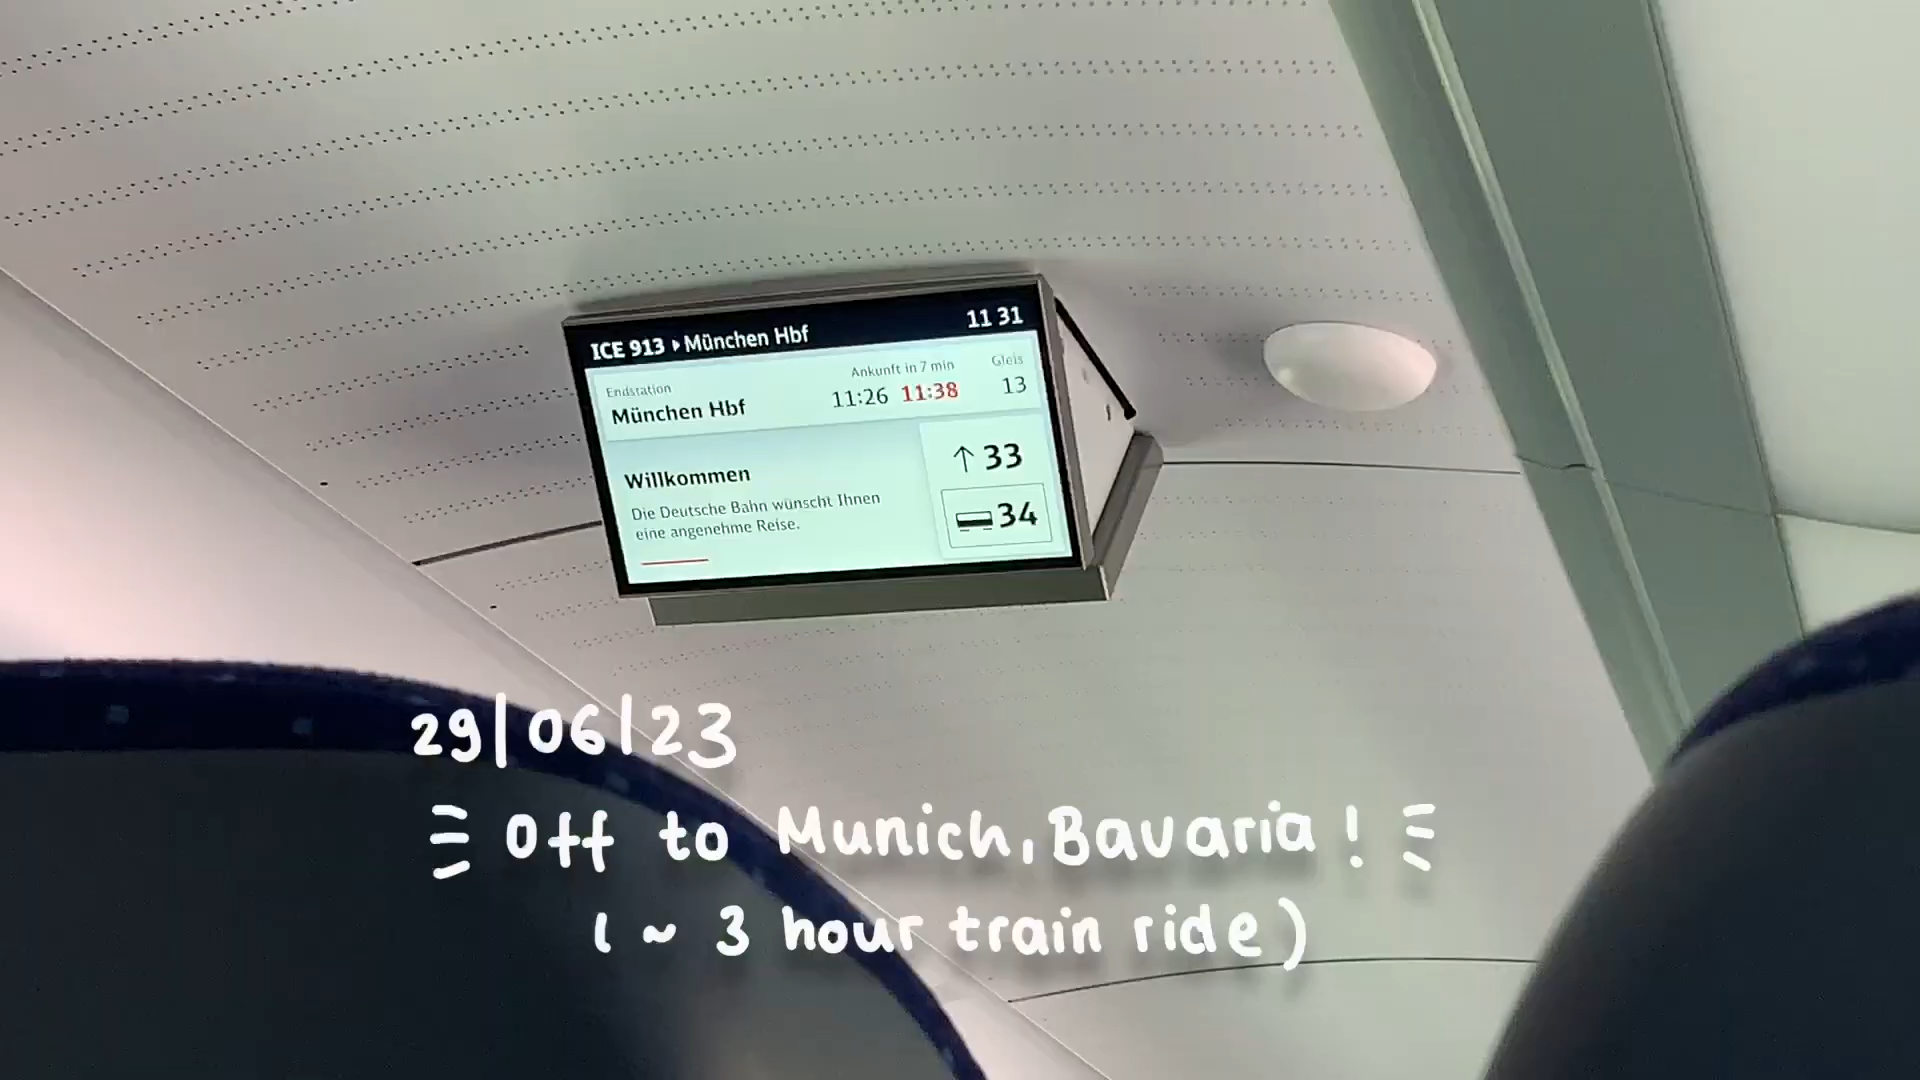 ICE 913 ▸ München Hbf 11 31
Endstation Ankunft in 7 min Gleis
München Hbf 11:26 11:38 13
Willkommen
Die Deutsche Bahn wünscht Ihnen
eine angenehme Reise.
↑ 33
34
29/06/23
Off to Munich, Bavaria!
(~ 3 hour train ride)